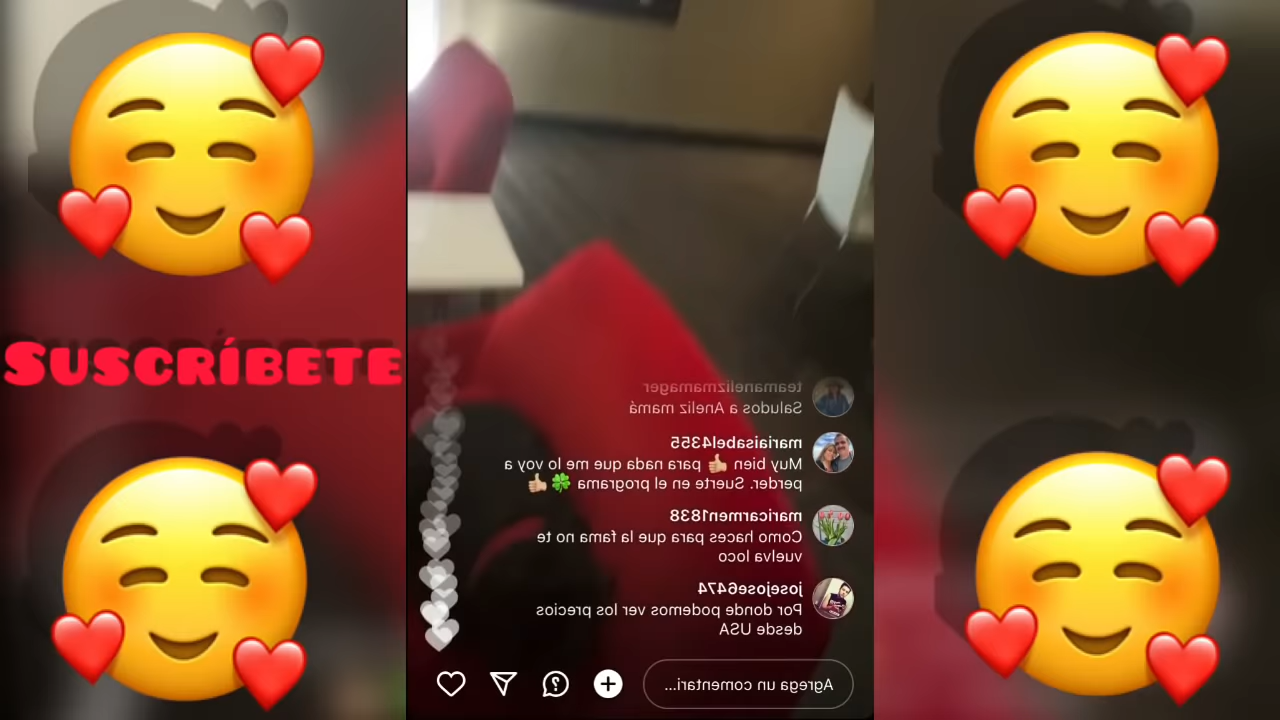 SUSCRÍBETE
teamanelizmamager
Saludos a Aneliz mamá
mariaisabel4355
Muy bien 👍🏼 para nada que me lo voy a
perder. Suerte en el programa 🍀👍🏼
maricarmen1838
Como haces para que la fama no te
vuelva loco
josejose6474
Por donde podemos ver los precios
desde USA
Agrega un comentari...